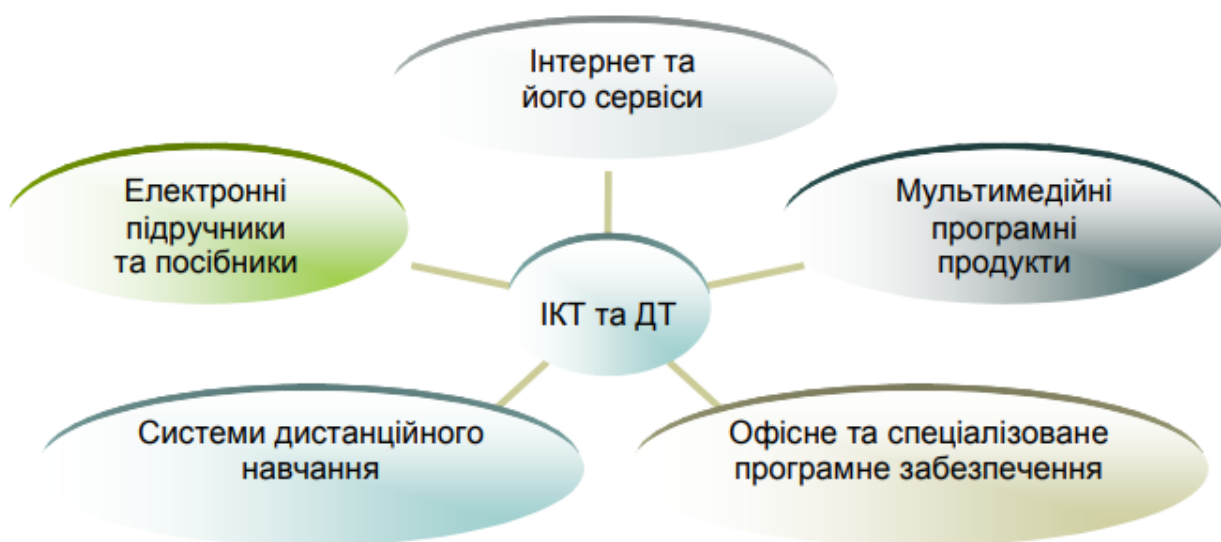 Інтернет та
його сервіси
Електронні
підручники
та посібники
Мультимедійні
програмні
продукти
ІКТ та ДТ
Системи дистанційного
навчання
Офісне та спеціалізоване
програмне забезпечення